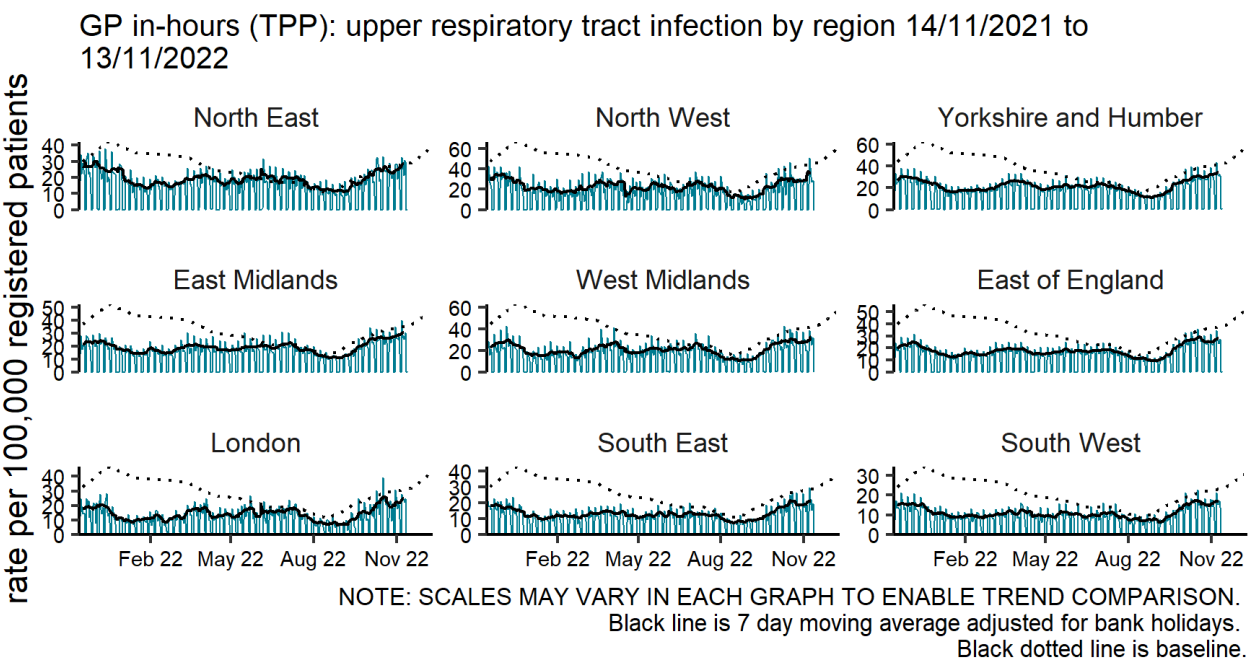 GP in-hours (TPP): upper respiratory tract infection by region 14/11/2021 to
13/11/2022
rate per 100,000 registered patients
North East
40
30
20
10
0
North West
60
40
20
0
Yorkshire and Humber
60
40
20
0
East Midlands
50
40
30
20
10
0
West Midlands
60
40
20
0
East of England
50
40
30
20
10
0
London
40
30
20
10
0
Feb 22 May 22 Aug 22 Nov 22
South East
40
30
20
10
0
Feb 22 May 22 Aug 22 Nov 22
South West
30
20
10
0
Feb 22 May 22 Aug 22 Nov 22
NOTE: SCALES MAY VARY IN EACH GRAPH TO ENABLE TREND COMPARISON.
Black line is 7 day moving average adjusted for bank holidays.
Black dotted line is baseline.